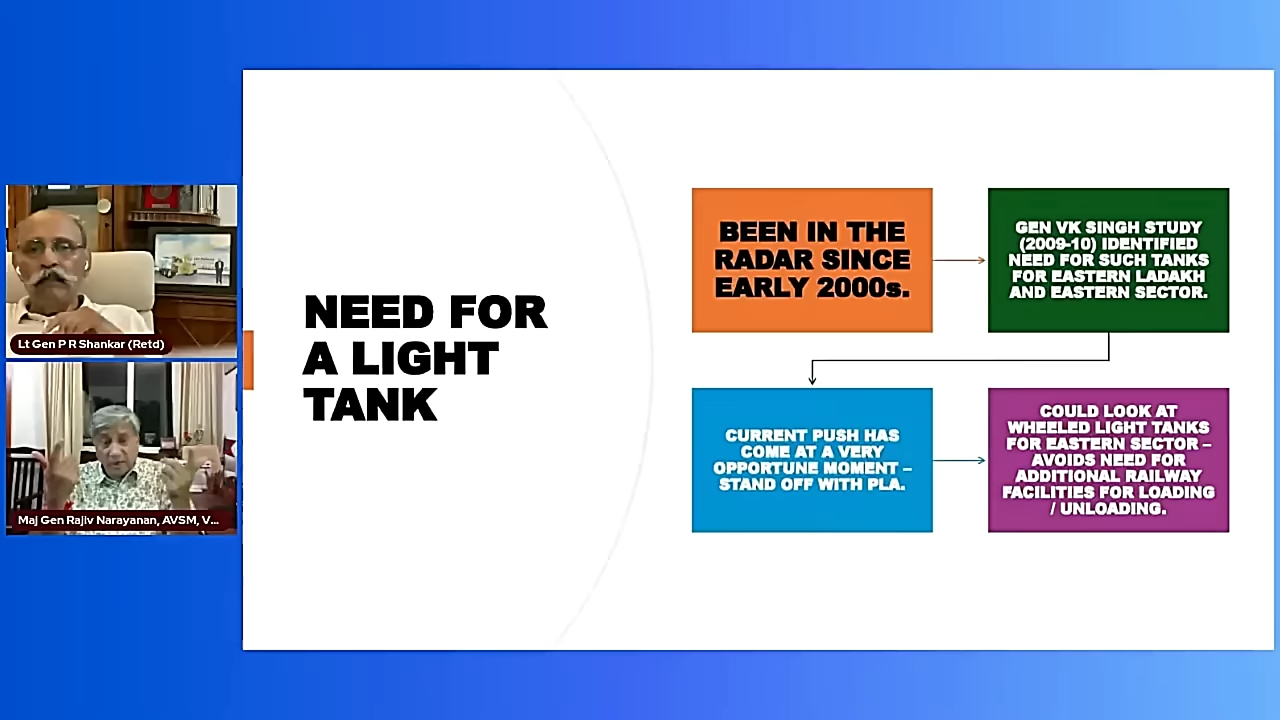 NEED FOR
A LIGHT
TANK
BEEN IN THE
RADAR SINCE
EARLY 2000s.
GEN VK SINGH STUDY
(2009-10) IDENTIFIED
NEED FOR SUCH TANKS
FOR EASTERN LADAKH
AND EASTERN SECTOR.
CURRENT PUSH HAS
COME AT A VERY
OPPORTUNE MOMENT –
STAND OFF WITH PLA.
COULD LOOK AT
WHEELED LIGHT TANKS
FOR EASTERN SECTOR –
AVOIDS NEED FOR
ADDITIONAL RAILWAY
FACILITIES FOR LOADING
/ UNLOADING.
Lt Gen P R Shankar (Retd)
Maj Gen Rajiv Narayanan, AVSM, V...